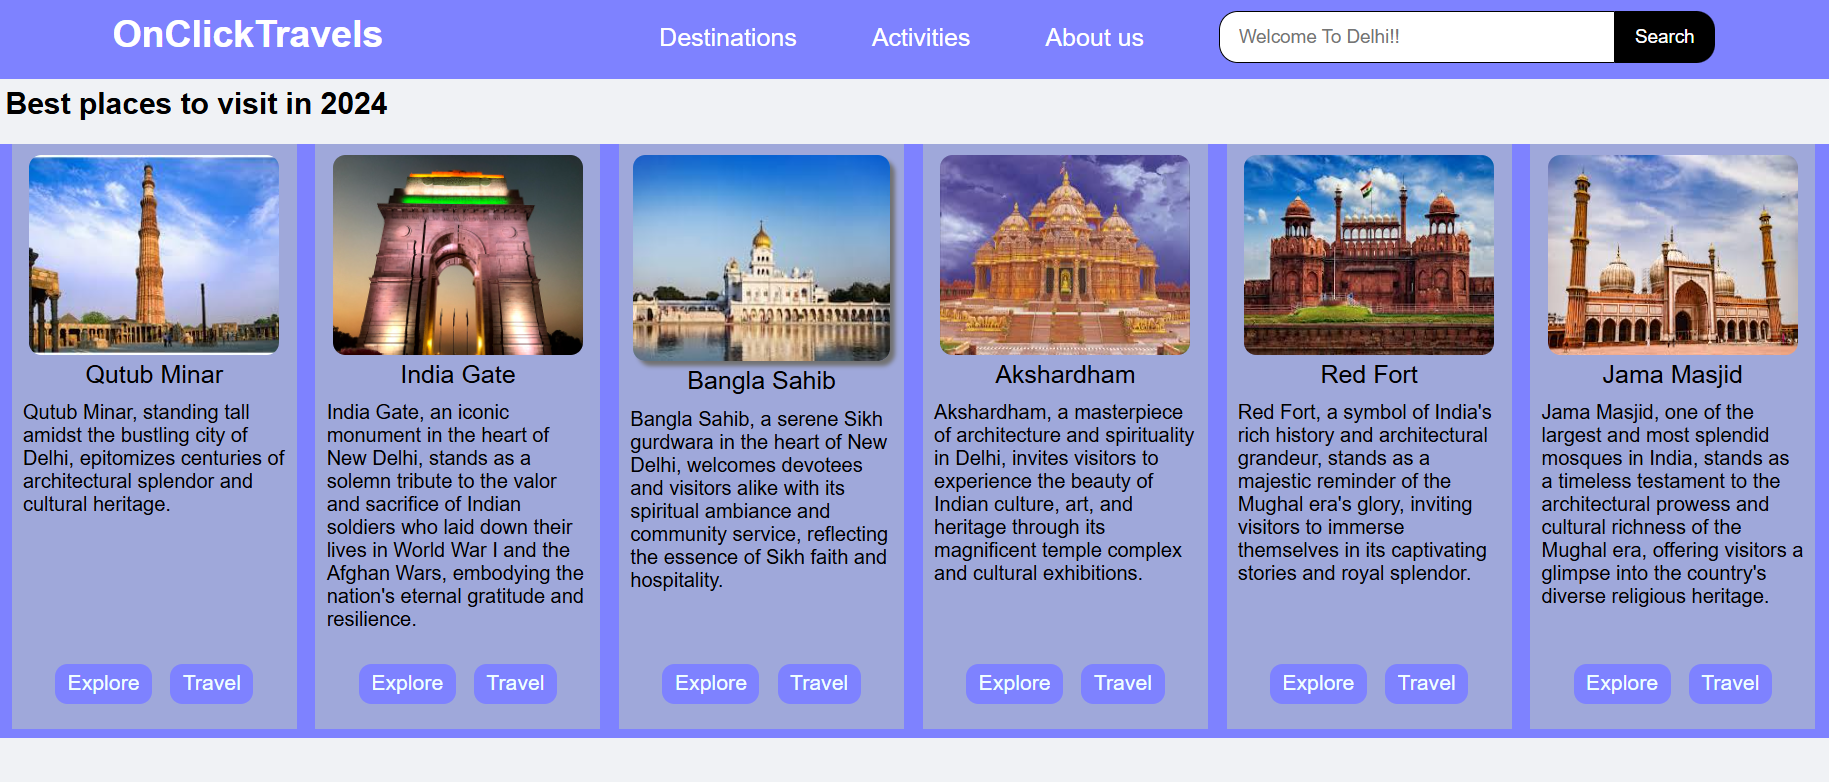 OnClickTravels
Destinations
Activities
About us
Welcome To Delhi!!
Search
Best places to visit in 2024
Qutub Minar
Qutub Minar, standing tall
amidst the bustling city of
Delhi, epitomizes centuries of
architectural splendor and
cultural heritage.
Explore
Travel
India Gate
India Gate, an iconic
monument in the heart of
New Delhi, stands as a
solemn tribute to the valor
and sacrifice of Indian
soldiers who laid down their
lives in World War I and the
Afghan Wars, embodying the
nation's eternal gratitude and
resilience.
Explore
Travel
Bangla Sahib
Bangla Sahib, a serene Sikh
gurdwara in the heart of New
Delhi, welcomes devotees
and visitors alike with its
spiritual ambiance and
community service, reflecting
the essence of Sikh faith and
hospitality.
Explore
Travel
Akshardham
Akshardham, a masterpiece
of architecture and spirituality
in Delhi, invites visitors to
experience the beauty of
Indian culture, art, and
heritage through its
magnificent temple complex
and cultural exhibitions.
Explore
Travel
Red Fort
Red Fort, a symbol of India's
rich history and architectural
grandeur, stands as a
majestic reminder of the
Mughal era's glory, inviting
visitors to immerse
themselves in its captivating
stories and royal splendor.
Explore
Travel
Jama Masjid
Jama Masjid, one of the
largest and most splendid
mosques in India, stands as
a timeless testament to the
architectural prowess and
cultural richness of the
Mughal era, offering visitors a
glimpse into the country's
diverse religious heritage.
Explore
Travel